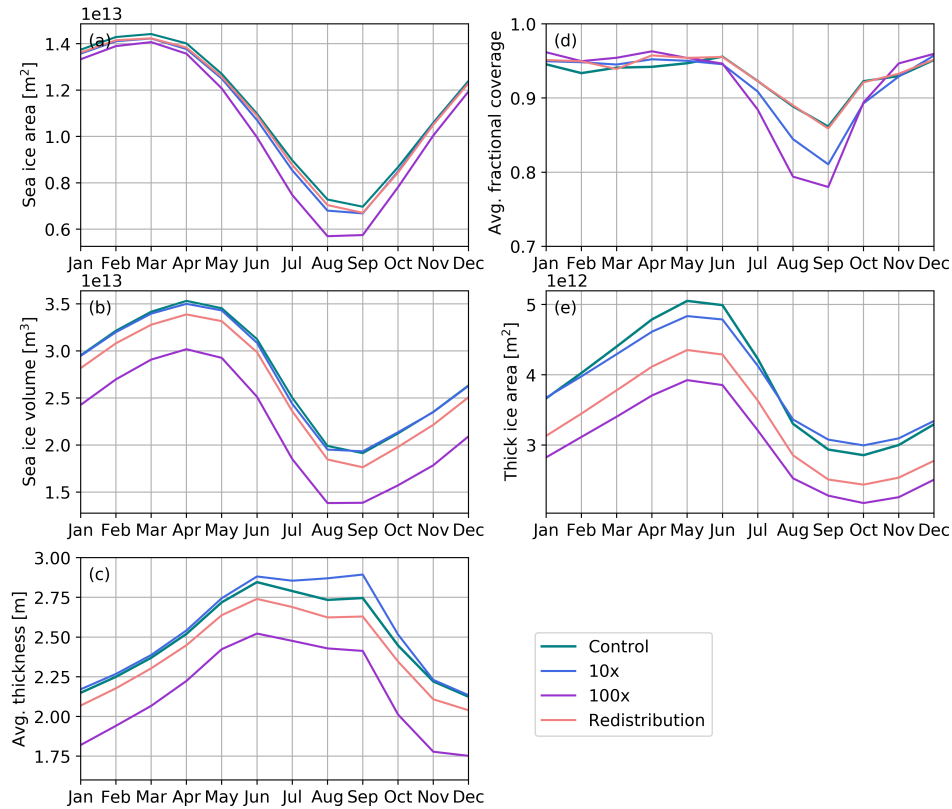 1e13
(a)
Sea ice area [m²]
1.4
1.2
1.0
0.8
0.6
Jan Feb Mar Apr May Jun Jul Aug Sep Oct Nov Dec
(d)
Avg. fractional coverage
1.0
0.9
0.8
0.7
Jan Feb Mar Apr May Jun Jul Aug Sep Oct Nov Dec
1e13
(b)
Sea ice volume [m³]
3.5
3.0
2.5
2.0
1.5
Jan Feb Mar Apr May Jun Jul Aug Sep Oct Nov Dec
1e12
(e)
Thick ice area [m²]
5
4
3
Jan Feb Mar Apr May Jun Jul Aug Sep Oct Nov Dec
(c)
Avg. thickness [m]
3.00
2.75
2.50
2.25
2.00
1.75
Jan Feb Mar Apr May Jun Jul Aug Sep Oct Nov Dec
Control
10x
100x
Redistribution